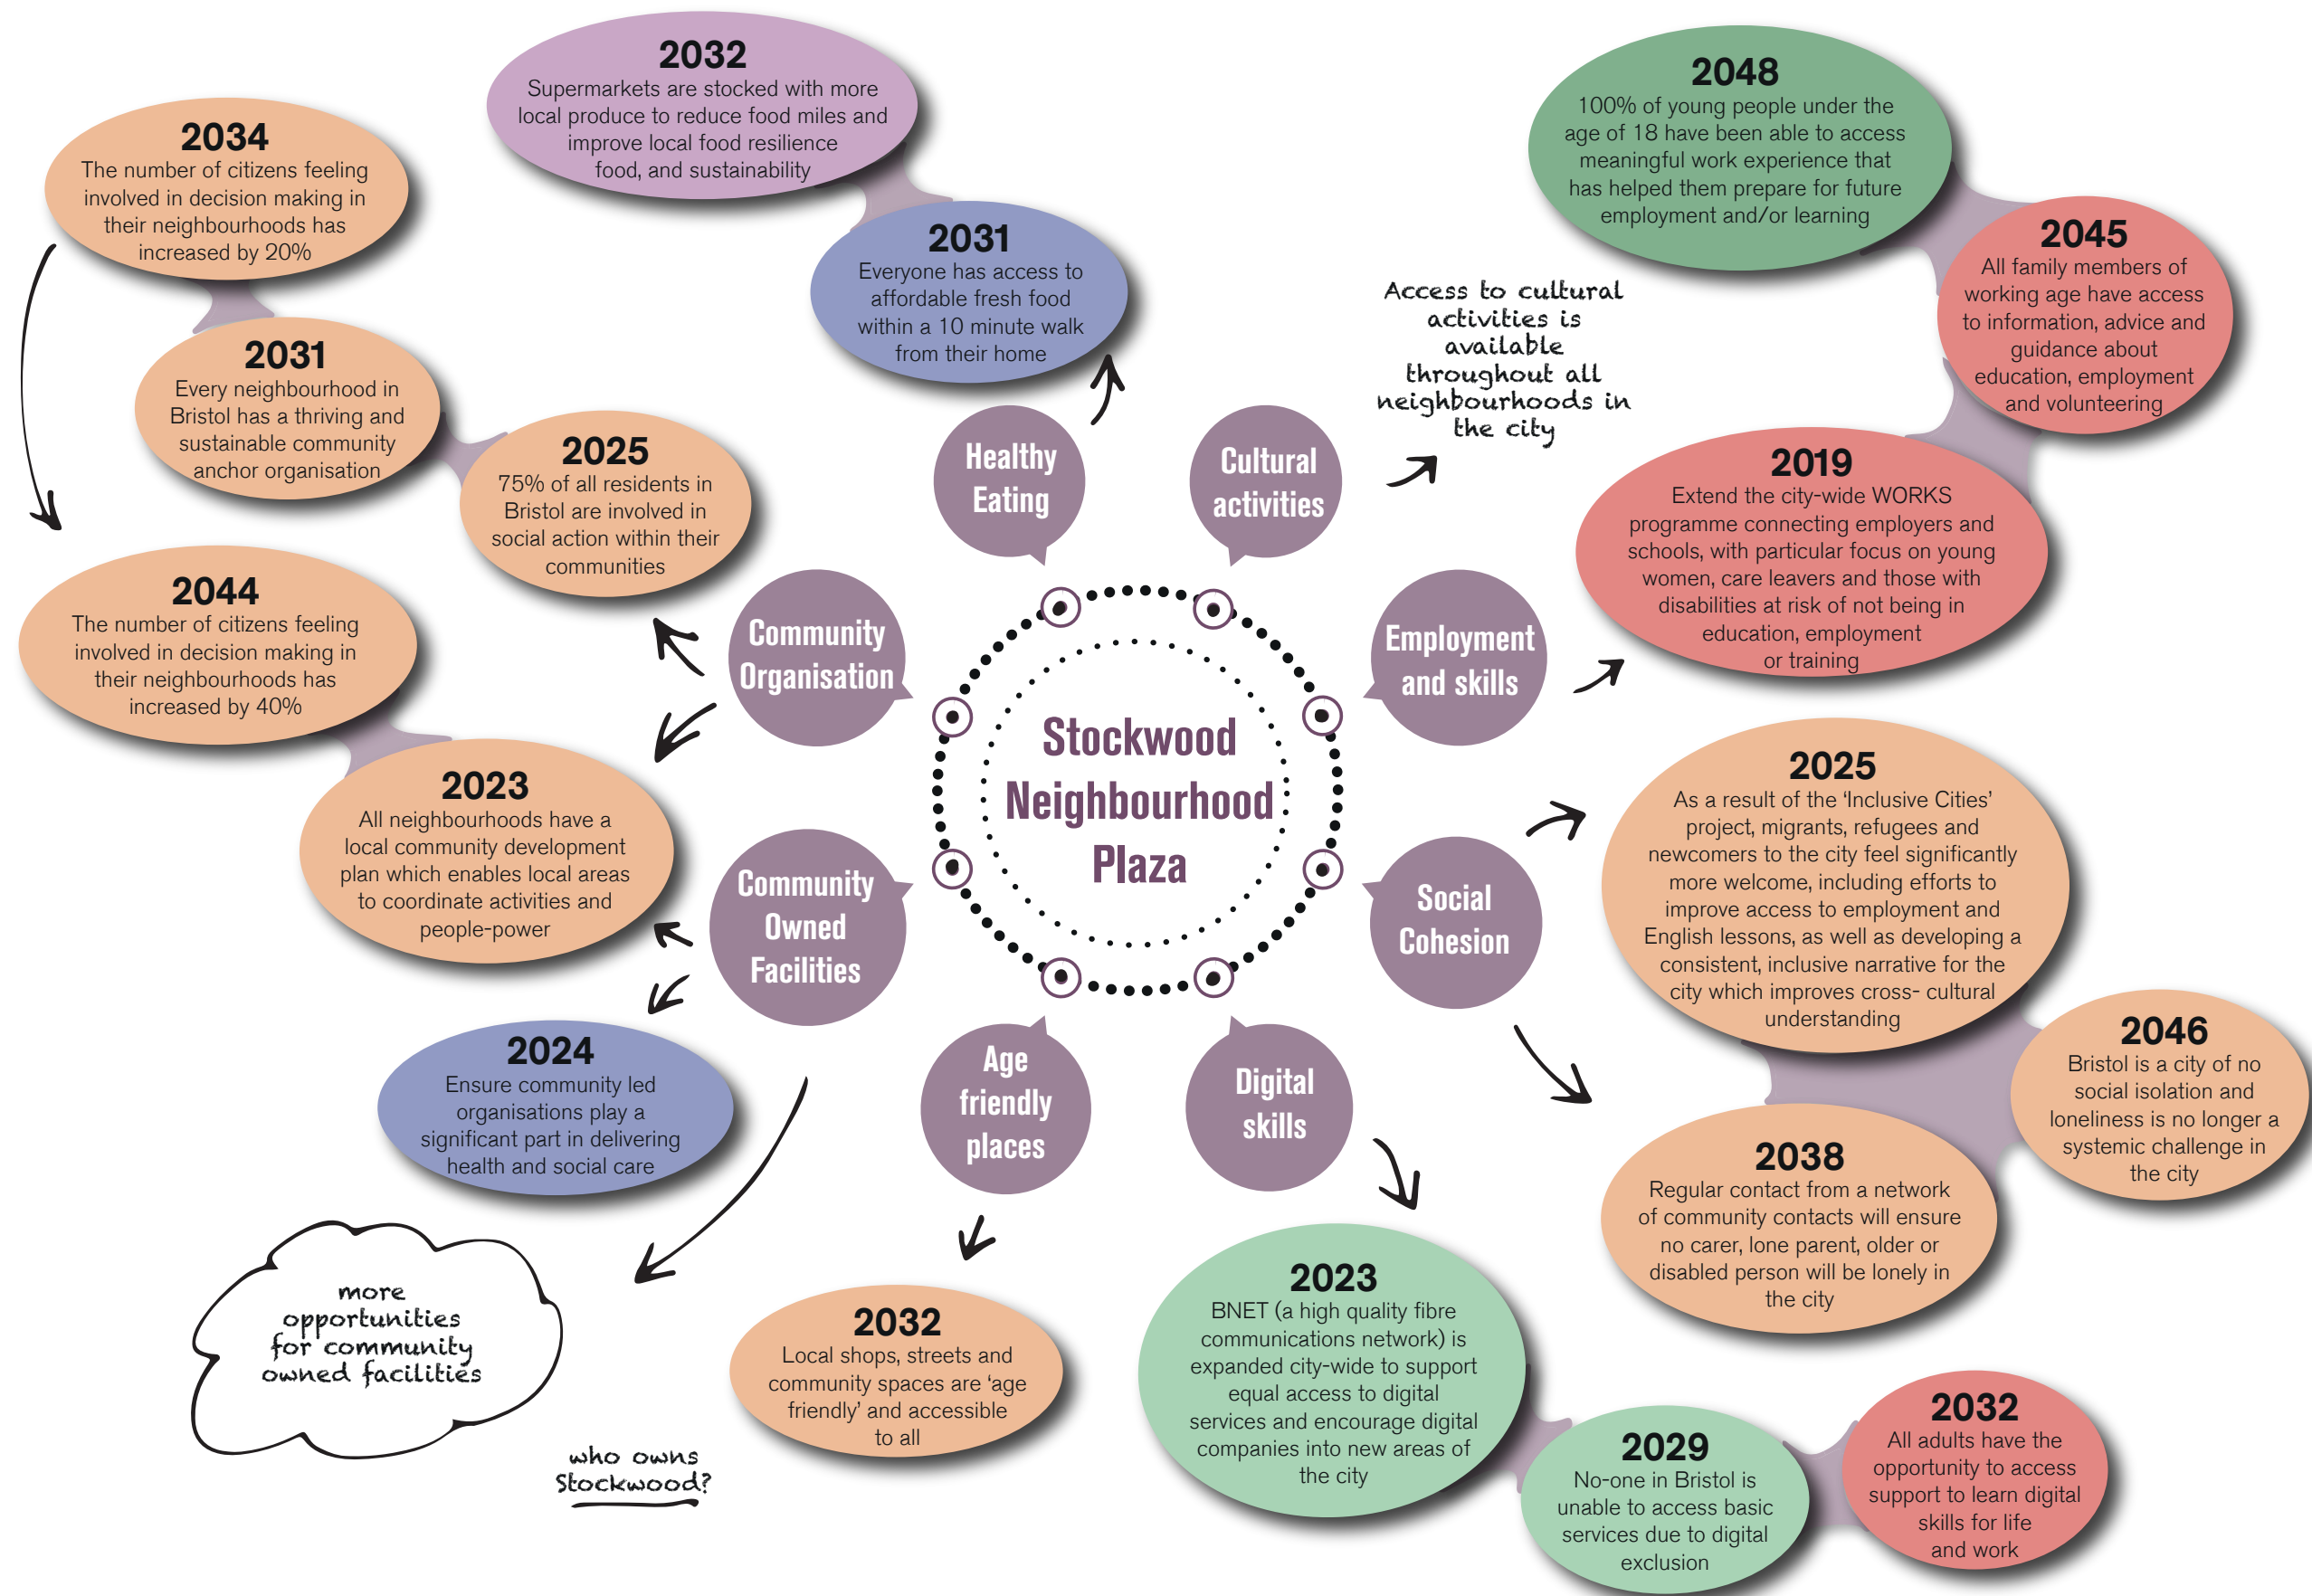 2032
Supermarkets are stocked with more
local produce to reduce food miles and
improve local food resilience
food, and sustainability
2048
100% of young people under the
age of 18 have been able to access
meaningful work experience that
has helped them prepare for future
employment and/or learning
2034
The number of citizens feeling
involved in decision making in
their neighbourhoods has
increased by 20%
2031
Everyone has access to
affordable fresh food
within a 10 minute walk
from their home
2045
All family members of
working age have access
to information, advice and
guidance about
education, employment
and volunteering
Access to cultural
activities is
available
throughout all
neighbourhoods in
the city
2031
Every neighbourhood in
Bristol has a thriving and
sustainable community
anchor organisation
2025
75% of all residents in
Bristol are involved in
social action within their
communities
Healthy
Eating
Cultural
activities
2019
Extend the city-wide WORKS
programme connecting employers and
schools, with particular focus on young
women, care leavers and those with
disabilities at risk of not being in
education, employment
or training
2044
The number of citizens feeling
involved in decision making in
their neighbourhoods has
increased by 40%
Community
Organisation
Employment
and skills
Stockwood
Neighbourhood
Plaza
2023
All neighbourhoods have a
local community development
plan which enables local areas
to coordinate activities and
people-power
Community
Owned
Facilities
Social
Cohesion
2025
As a result of the ‘Inclusive Cities’
project, migrants, refugees and
newcomers to the city feel significantly
more welcome, including efforts to
improve access to employment and
English lessons, as well as developing a
consistent, inclusive narrative for the
city which improves cross- cultural
understanding
2046
Bristol is a city of no
social isolation and
loneliness is no longer a
systemic challenge in
the city
2024
Ensure community led
organisations play a
significant part in delivering
health and social care
Age
friendly
places
Digital
skills
2038
Regular contact from a network
of community contacts will ensure
no carer, lone parent, older or
disabled person will be lonely in
the city
more
opportunities
for community
owned facilities
who owns
Stockwood?
2032
Local shops, streets and
community spaces are ‘age
friendly’ and accessible
to all
2023
BNET (a high quality fibre
communications network) is
expanded city-wide to support
equal access to digital
services and encourage digital
companies into new areas of
the city
2029
No-one in Bristol is
unable to access basic
services due to digital
exclusion
2032
All adults have the
opportunity to access
support to learn digital
skills for life
and work